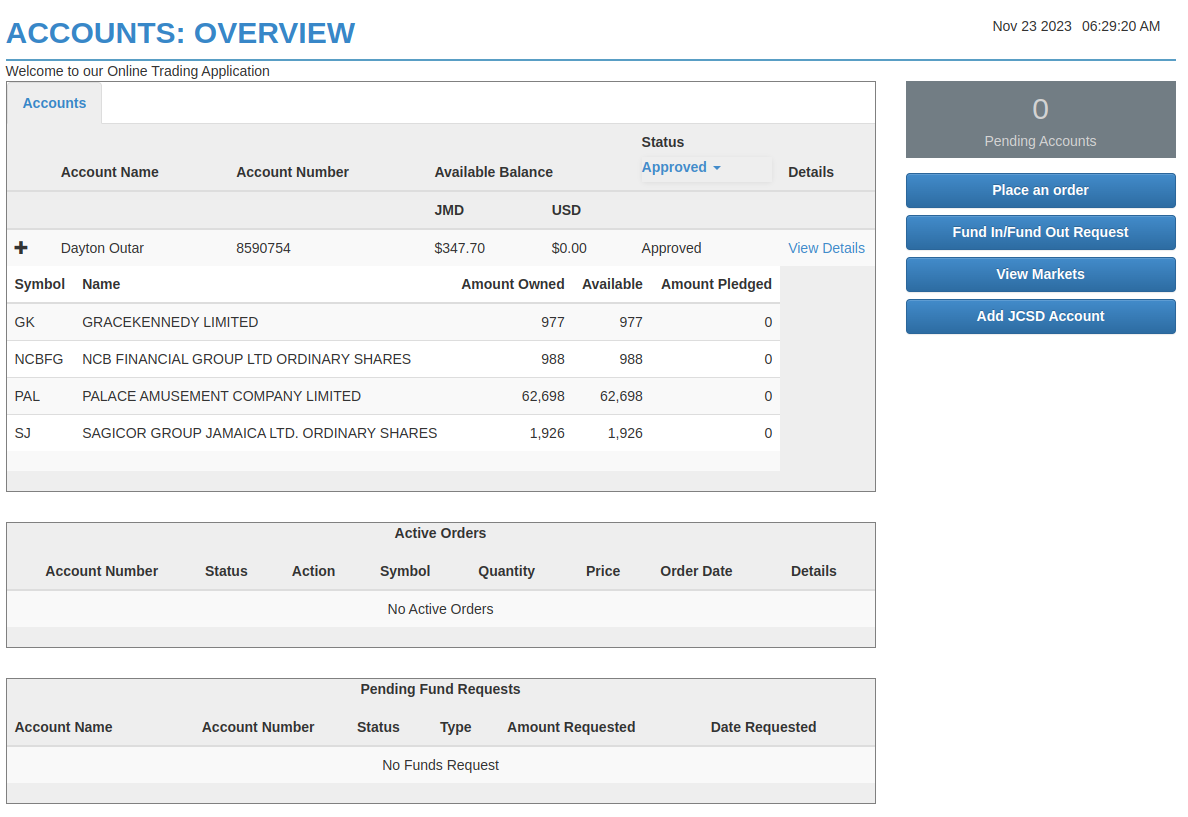 ACCOUNTS: OVERVIEW
Nov 23 2023 06:29:20 AM
Welcome to our Online Trading Application
Accounts
Account Name Account Number Available Balance Status Approved Details
JMD USD
Dayton Outar 8590754 $347.70 $0.00 Approved View Details
Symbol Name Amount Owned Available Amount Pledged
GK GRACEKENNEDY LIMITED 977 977 0
NCBFG NCB FINANCIAL GROUP LTD ORDINARY SHARES 988 988 0
PAL PALACE AMUSEMENT COMPANY LIMITED 62,698 62,698 0
SJ SAGICOR GROUP JAMAICA LTD. ORDINARY SHARES 1,926 1,926 0
0
Pending Accounts
Place an order
Fund In/Fund Out Request
View Markets
Add JCSD Account
Active Orders
Account Number Status Action Symbol Quantity Price Order Date Details
No Active Orders
Pending Fund Requests
Account Name Account Number Status Type Amount Requested Date Requested
No Funds Request